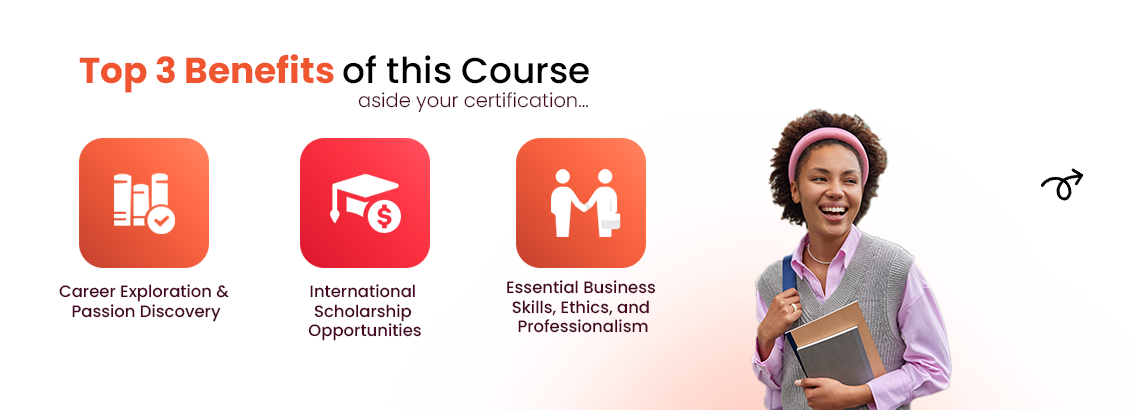 Top 3 Benefits of this Course
aside your certification...
Career Exploration &
Passion Discovery
International
Scholarship
Opportunities
Essential Business
Skills, Ethics, and
Professionalism